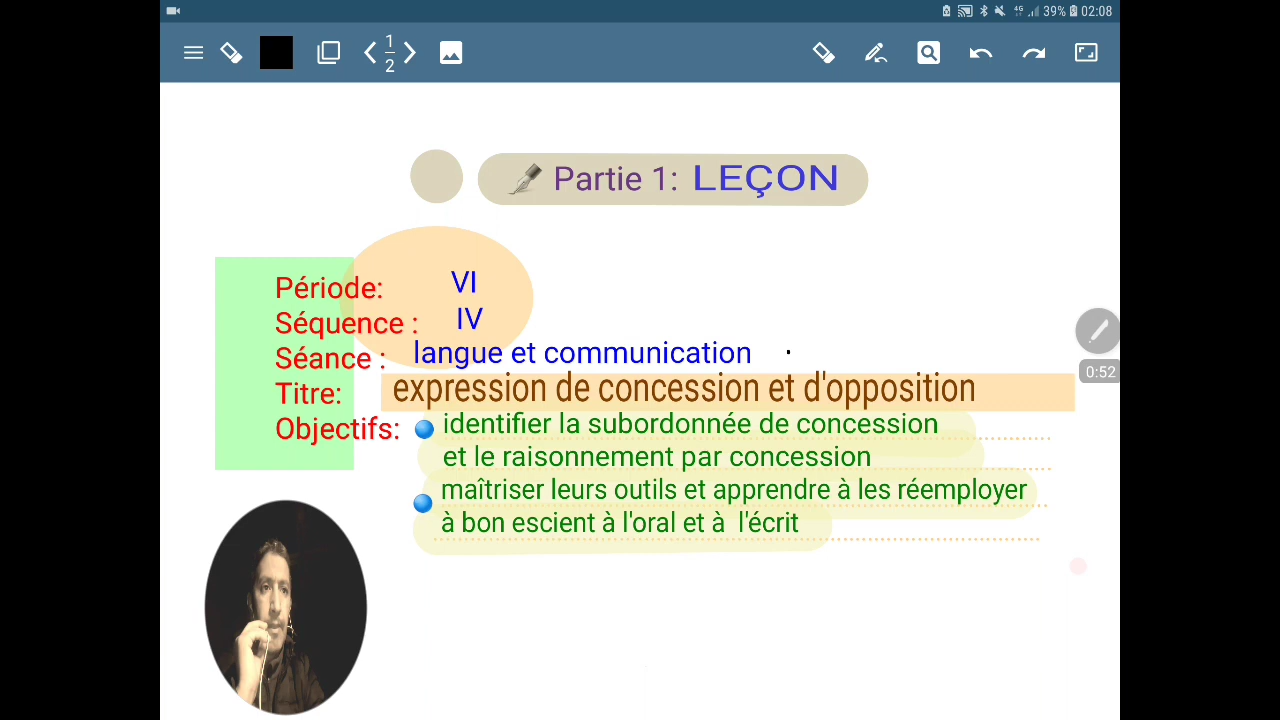 4G 39% 02:08
1
2
Partie 1: LEÇON
Période: VI
Séquence : IV
Séance : langue et communication
Titre: expression de concession et d'opposition
Objectifs: identifier la subordonnée de concession
et le raisonnement par concession
maîtriser leurs outils et apprendre à les réemployer
à bon escient à l'oral et à l'écrit
0:52